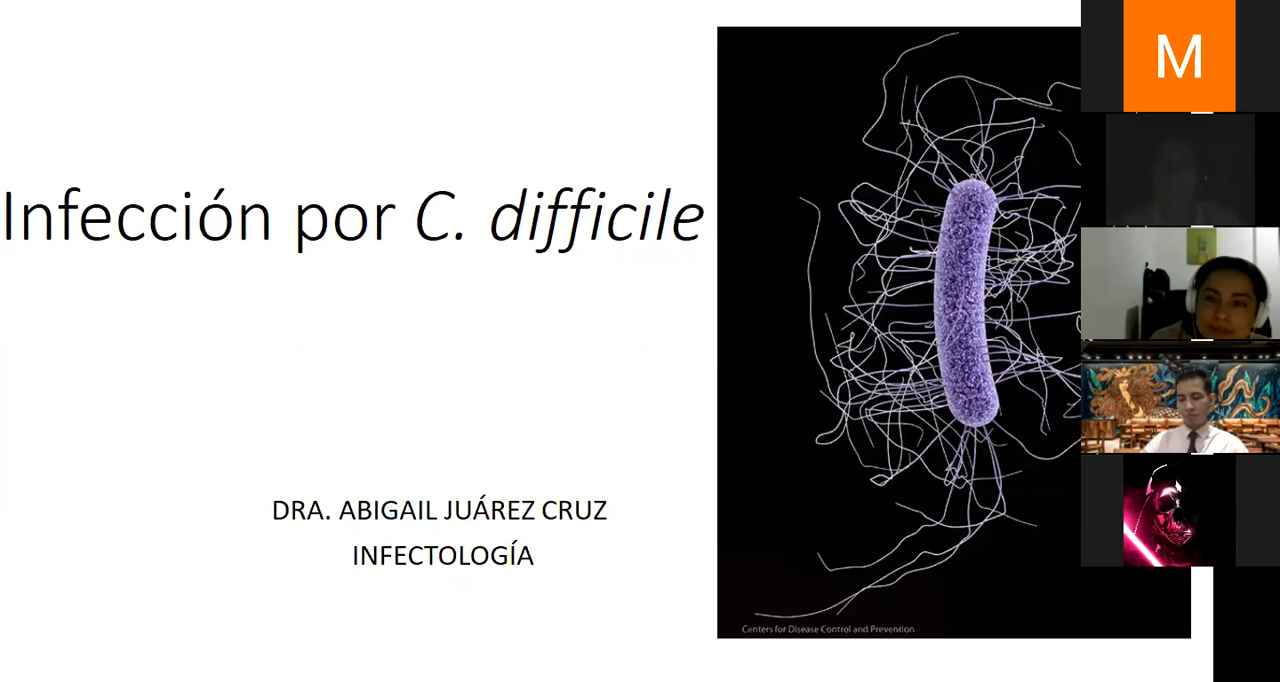 Infección por C. difficile
DRA. ABIGAIL JUÁREZ CRUZ
INFECTOLOGÍA
Centers for Disease Control and Prevention
M